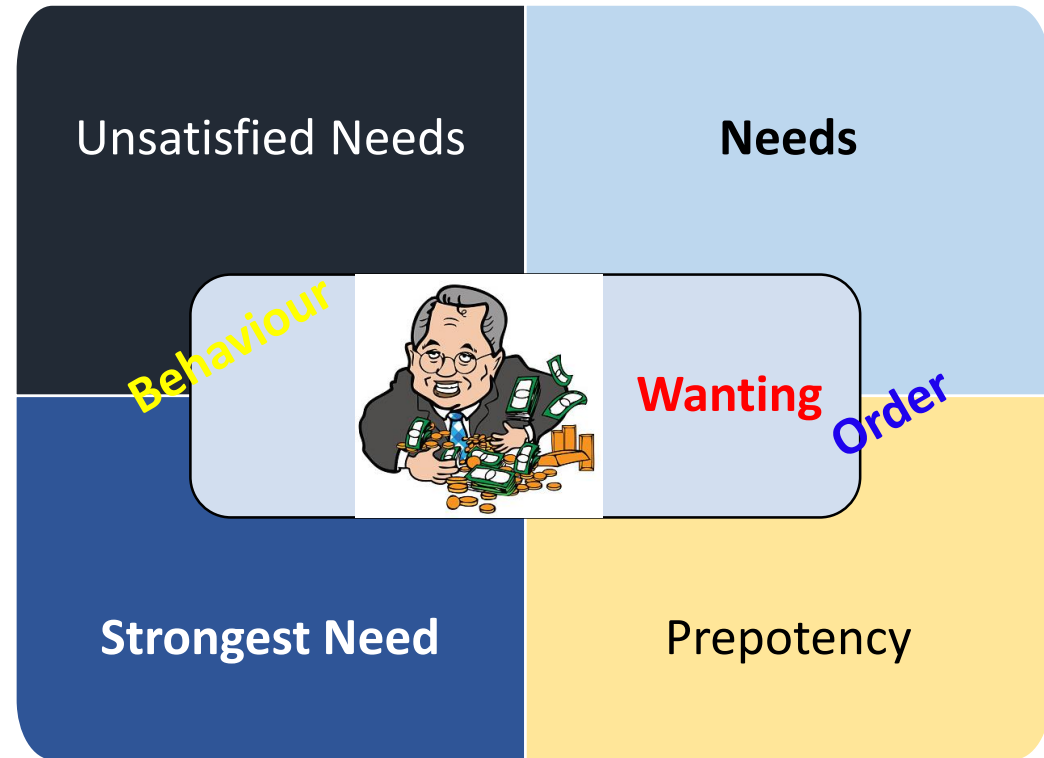 Unsatisfied Needs
Needs
Behaviour
Wanting
Order
Strongest Need
Prepotency